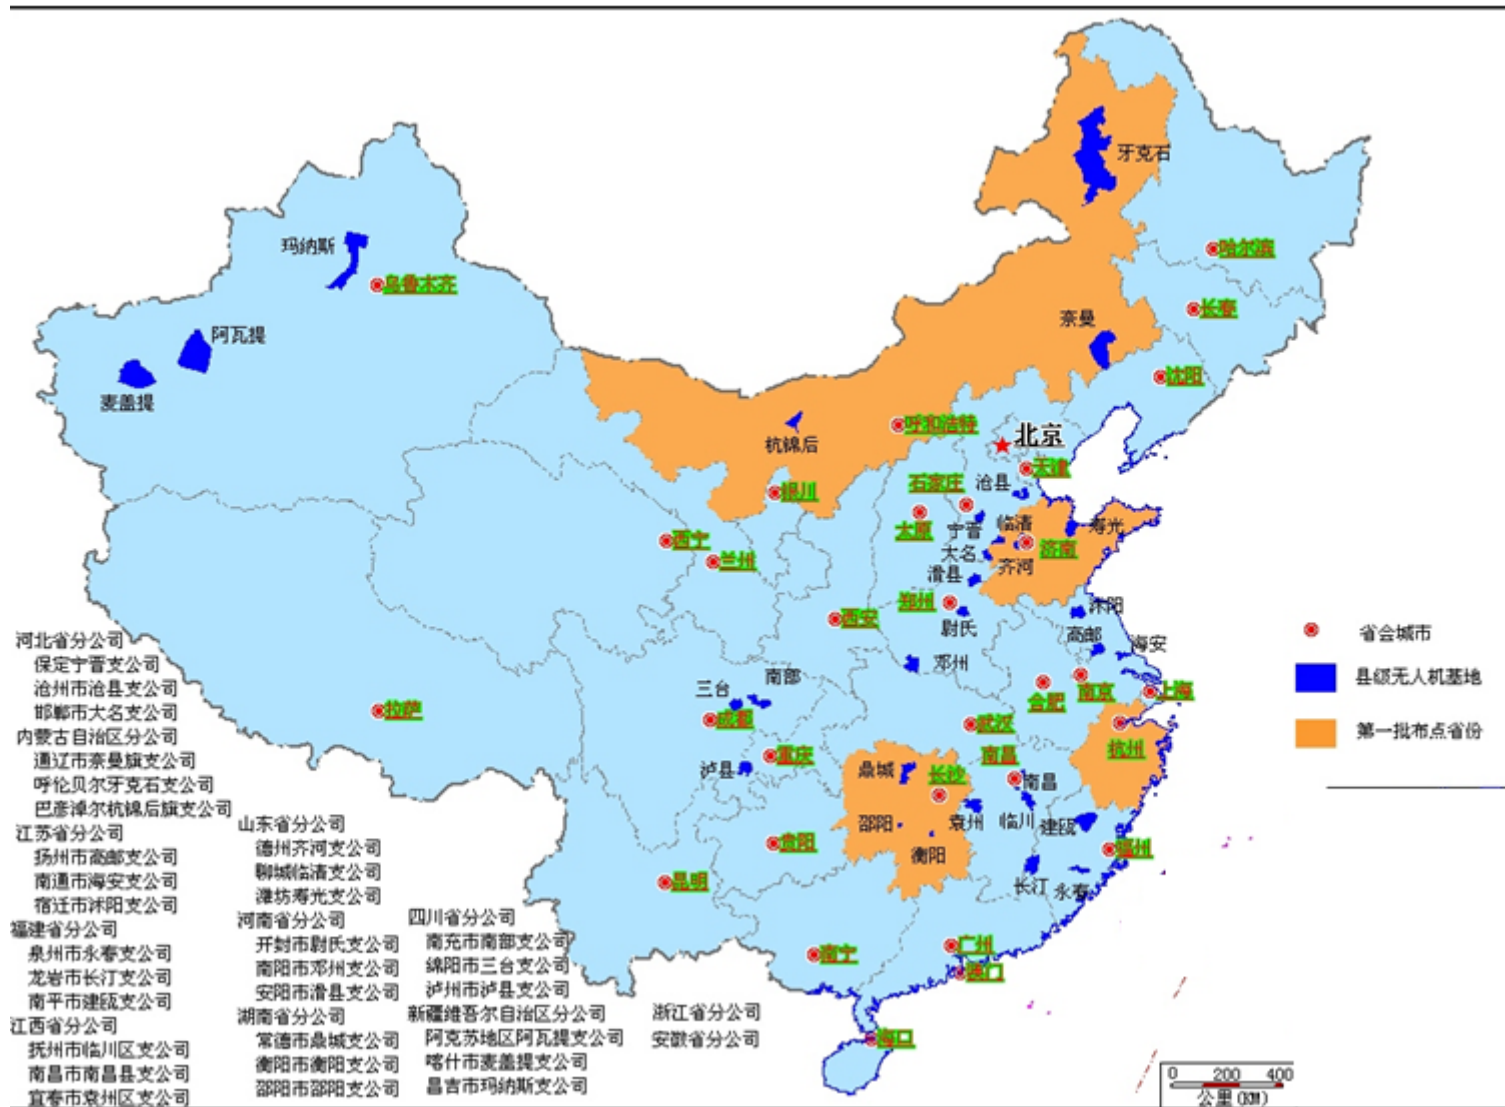 牙克石
哈尔滨
玛纳斯
乌鲁木齐
长春
奈曼
阿瓦提
沈阳
麦盖提
呼和浩特
北京
杭锦后
天津
石家庄
沧县
银川
太原
宁晋
临清
寿光
西宁
大名
济南
兰州
滑县
齐河
郑州
沭阳
西安
尉氏
高邮
海安
邓州
南部
三台
合肥
南京
上海
拉萨
成都
武汉
杭州
重庆
南昌
泸县
鼎城
长沙
南昌
邵阳
袁州
临川
建瓯
贵阳
衡阳
福州
昆明
长汀
永春
南宁
广州
澳门
海口
省会城市
县级无人机基地
第一批布点省份
河北省分公司
保定宁晋支公司
沧州市沧县支公司
邯郸市大名支公司
内蒙古自治区分公司
通辽市奈曼旗支公司
呼伦贝尔牙克石支公司
巴彦淖尔杭锦后旗支公司
江苏省分公司
扬州市高邮支公司
南通市海安支公司
宿迁市沭阳支公司
福建省分公司
泉州市永春支公司
龙岩市长汀支公司
南平市建瓯支公司
江西省分公司
抚州市临川区支公司
南昌市南昌县支公司
宜春市袁州区支公司
山东省分公司
德州齐河支公司
聊城临清支公司
潍坊寿光支公司
河南省分公司
开封市尉氏支公司
南阳市邓州支公司
安阳市滑县支公司
湖南省分公司
常德市鼎城支公司
衡阳市衡阳支公司
邵阳市邵阳支公司
四川省分公司
南充市南部支公司
绵阳市三台支公司
泸州市泸县支公司
新疆维吾尔自治区分公司
阿克苏地区阿瓦提支公司
喀什市麦盖提支公司
昌吉市玛纳斯支公司
浙江省分公司
安徽省分公司
0 200 400
公里(KM)